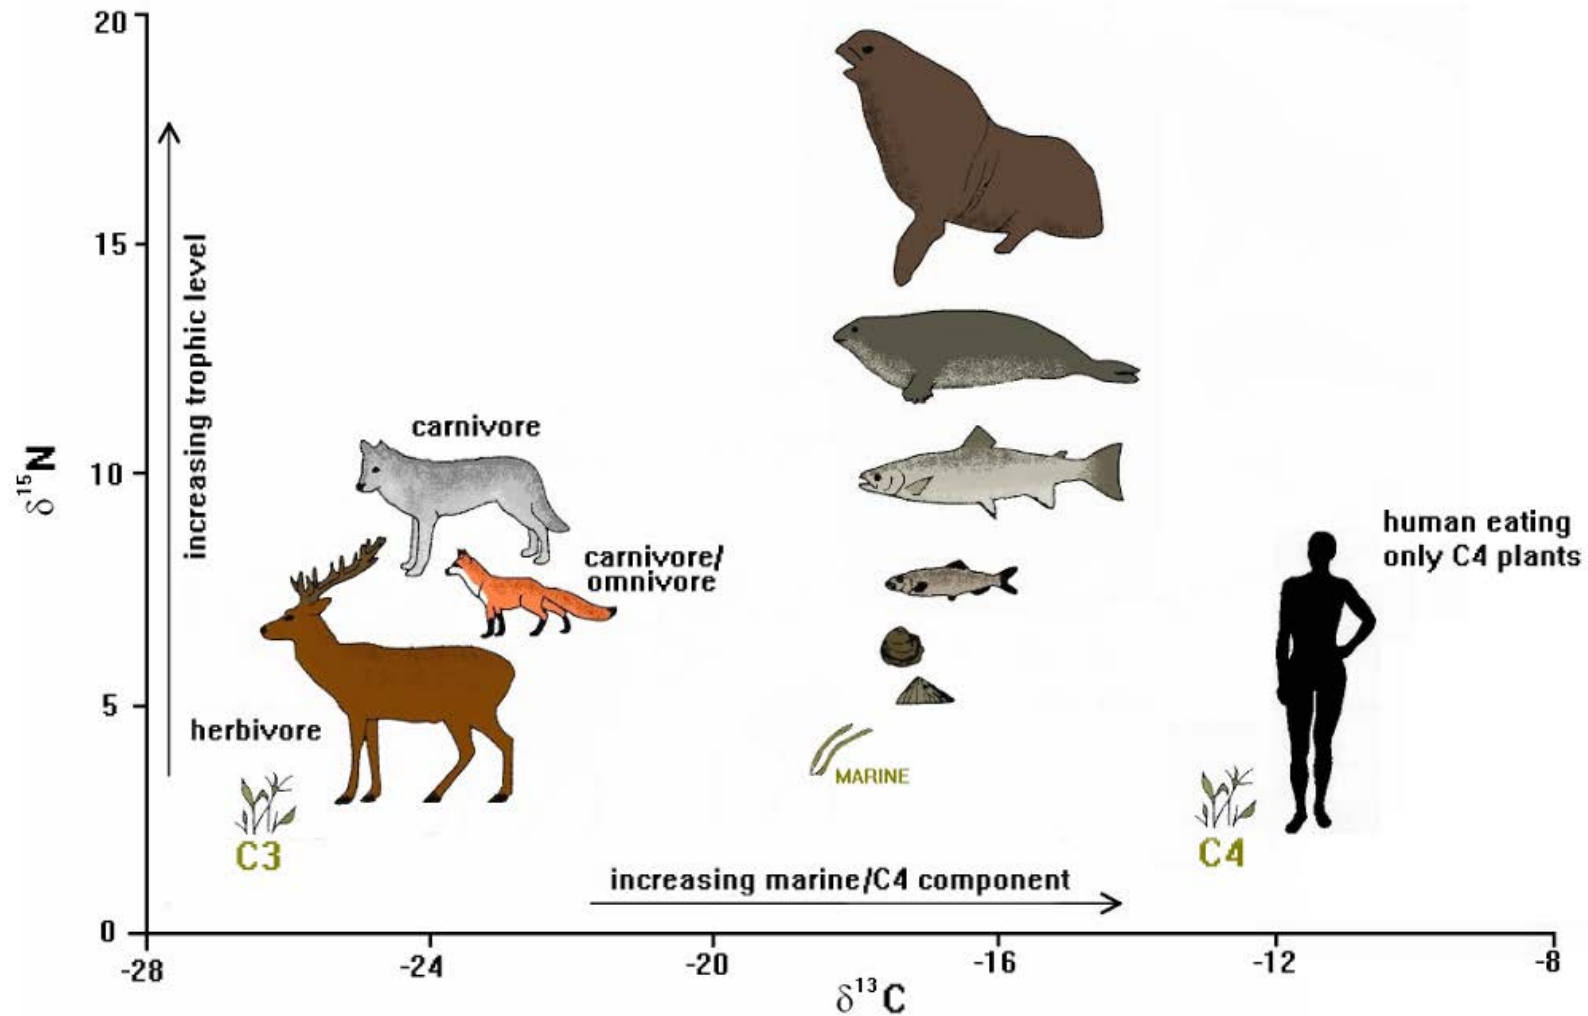 20
15
10
5
0
δ¹⁵N
increasing trophic level
carnivore
carnivore/
omnivore
herbivore
C3
MARINE
human eating
only C4 plants
C4
increasing marine/C4 component
-28
-24
-20
-16
-12
-8
δ¹³C